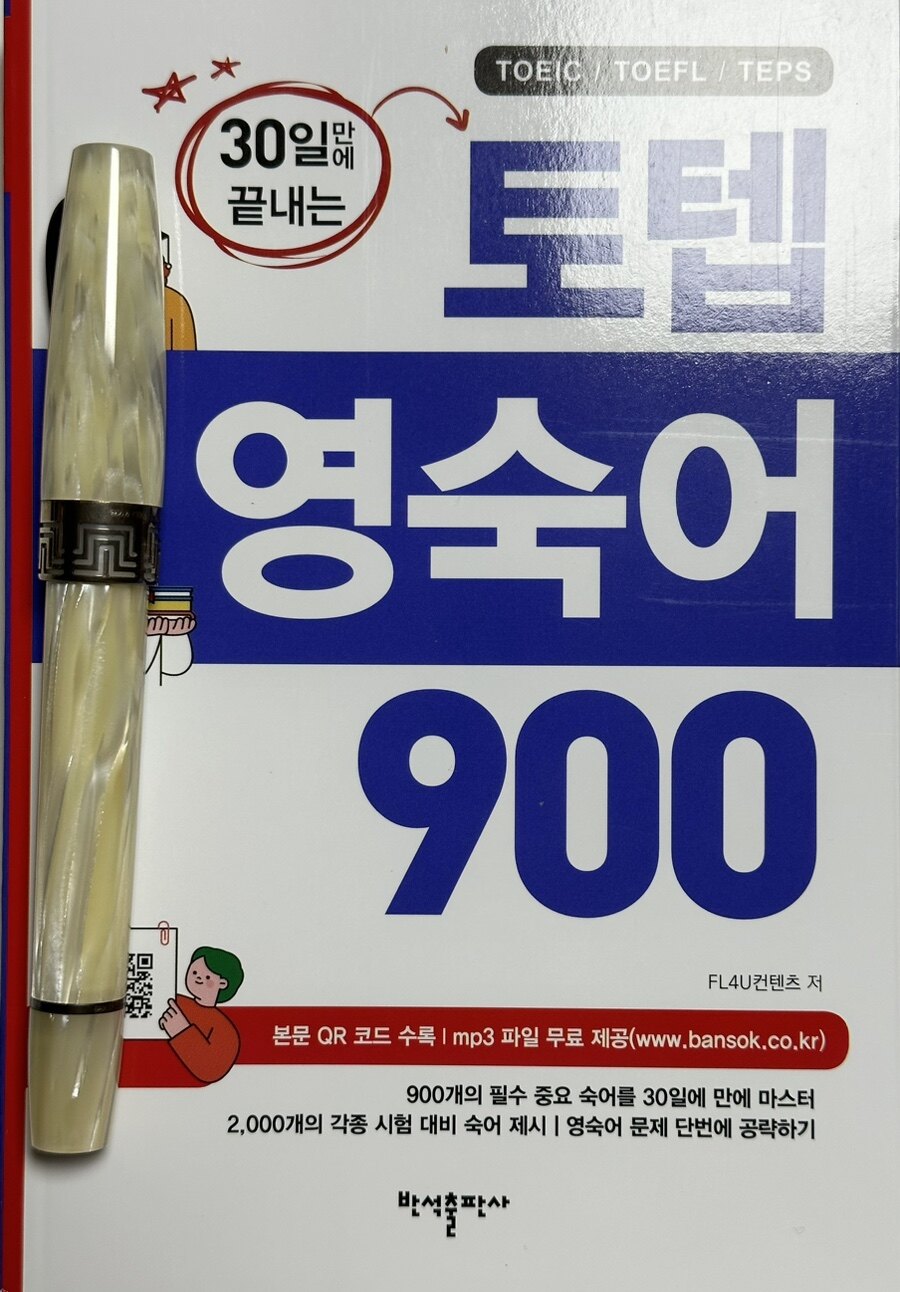 TOEIC / TOEFL / TEPS
30일만에
끝내는
토텝
영숙어
900
FL4U컨텐츠 저
본문 QR 코드 수록 | mp3 파일 무료 제공(www.bansok.co.kr)
900개의 필수 중요 숙어를 30일에 만에 마스터
2,000개의 각종 시험 대비 숙어 제시 | 영숙어 문제 단번에 공략하기
반석출판사